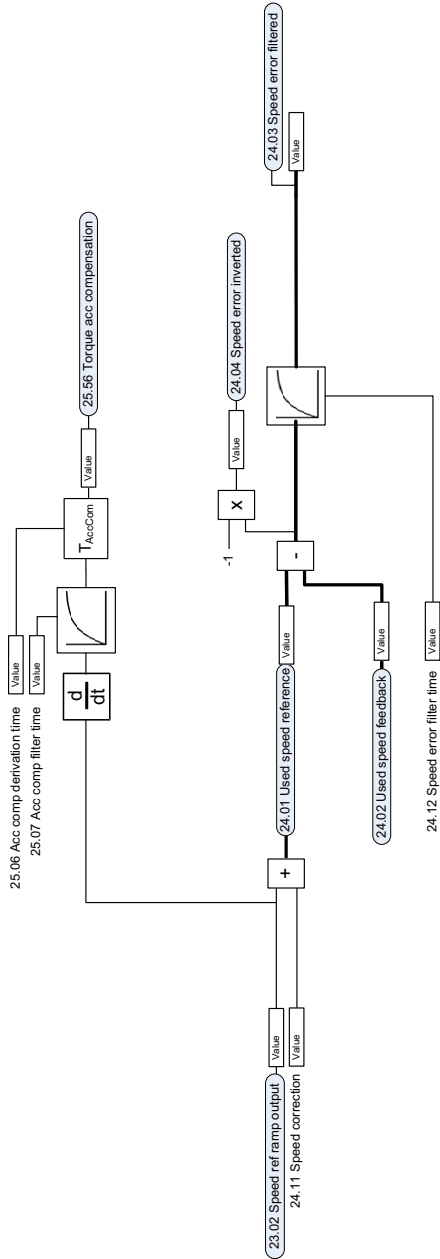 25.06 Acc comp derivation time
Value
25.07 Acc comp filter time
Value
d
dt
TAccCom
Value
25.56 Torque acc compensation
-1
x
Value
24.04 Speed error inverted
23.02 Speed ref ramp output
Value
24.11 Speed correction
Value
+
24.01 Used speed reference
Value
-
24.02 Used speed feedback
Value
24.03 Speed error filtered
Value
24.12 Speed error filter time
Value